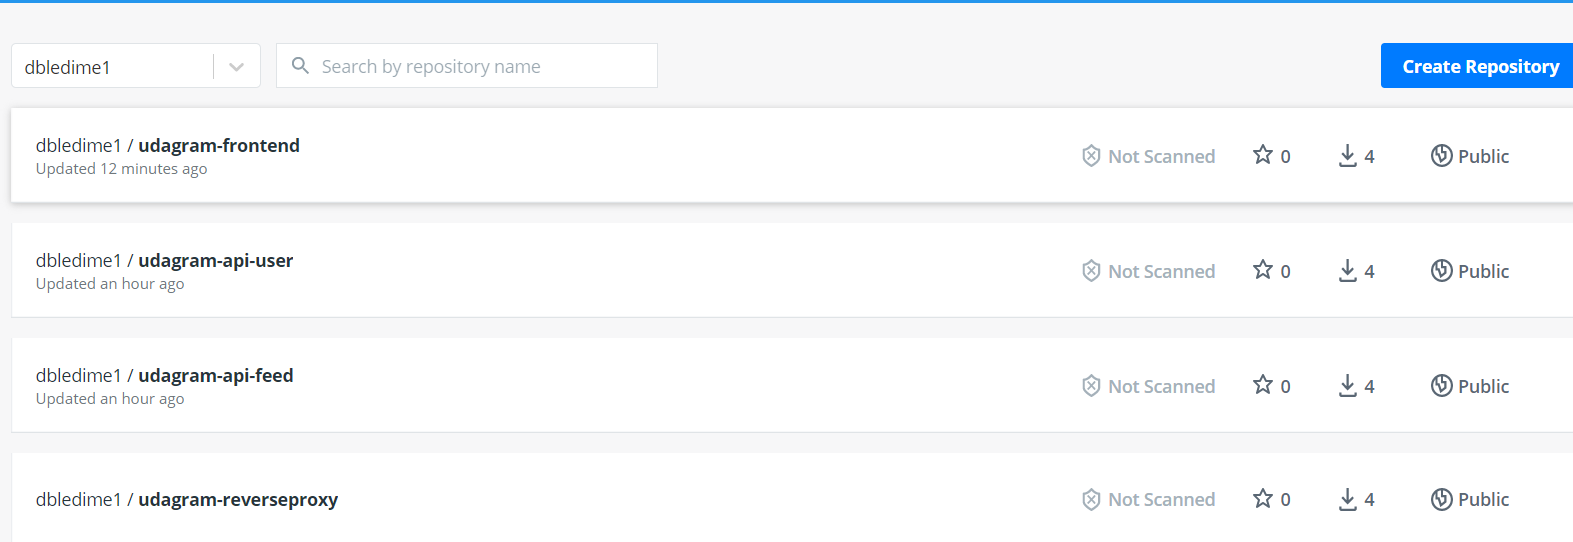 dbledime1
Search by repository name
Create Repository
dbledime1 / udagram-frontend
Updated 12 minutes ago
Not Scanned
0
4
Public
dbledime1 / udagram-api-user
Updated an hour ago
Not Scanned
0
4
Public
dbledime1 / udagram-api-feed
Updated an hour ago
Not Scanned
0
4
Public
dbledime1 / udagram-reverseproxy
Not Scanned
0
4
Public